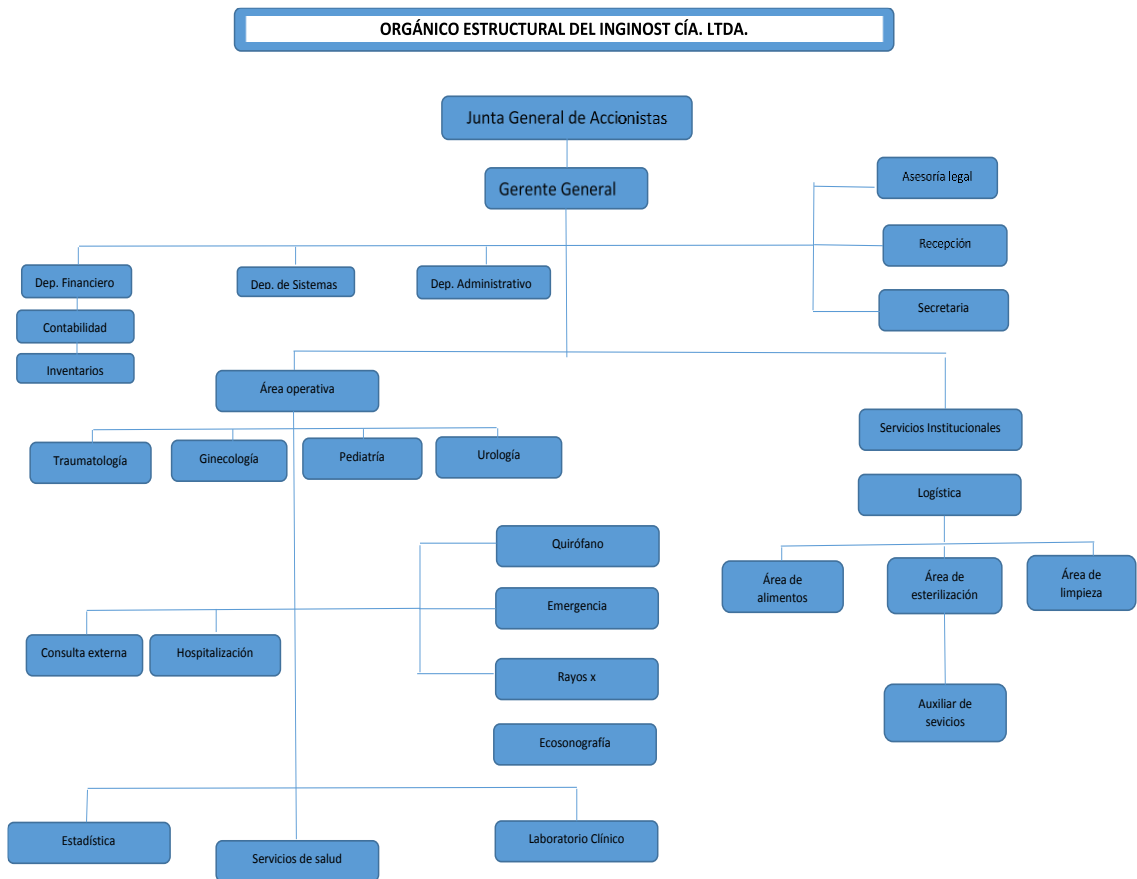 ORGÁNICO ESTRUCTURAL DEL INGINOST CÍA. LTDA.
Junta General de Accionistas
Gerente General
Asesoría legal
Recepción
Secretaria
Dep. Financiero
Dep. de Sistemas
Dep. Administrativo
Contabilidad
Inventarios
Área operativa
Servicios Institucionales
Traumatología
Ginecología
Pediatría
Urología
Logística
Quirófano
Área de
alimentos
Área de
esterilización
Área de
limpieza
Emergencia
Consulta externa
Hospitalización
Rayos x
Auxiliar de
sevicios
Ecosonografía
Estadística
Servicios de salud
Laboratorio Clínico